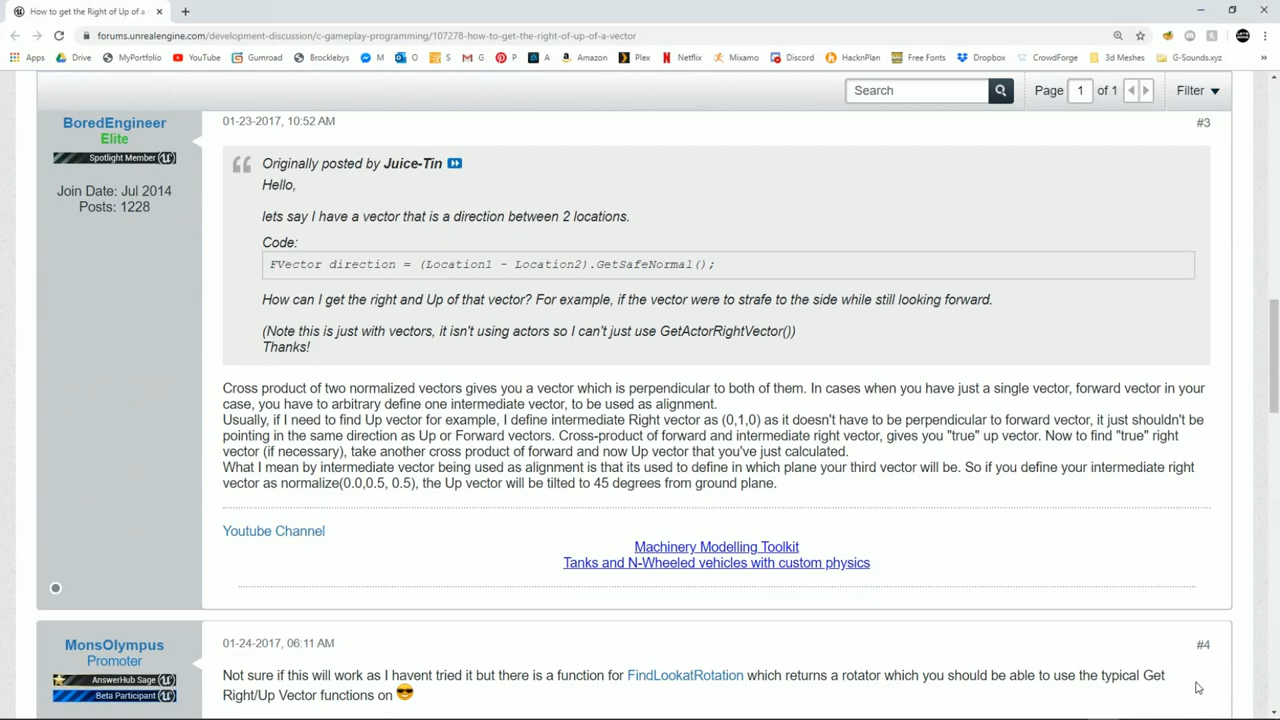 How to get the Right of Up of a v
forums.unrealengine.com/development-discussion/c-gameplay-programming/107278-how-to-get-the-right-of-up-of-a-vector
Apps Drive MyPortfolio YouTube Gumroad Brocklebys M O S G P A Amazon Plex Netflix Mixamo Discord HacknPlan Free Fonts Dropbox CrowdForge 3d Meshes G-Sounds.xyz »
Search Page 1 of 1 Filter
BoredEngineer
Elite
Spotlight Member
Join Date: Jul 2014
Posts: 1228
01-23-2017, 10:52 AM #3
Originally posted by Juice-Tin
Hello,
lets say I have a vector that is a direction between 2 locations.
Code:
FVector direction = (Location1 - Location2).GetSafeNormal();
How can I get the right and Up of that vector? For example, if the vector were to strafe to the side while still looking forward.
(Note this is just with vectors, it isn't using actors so I can't just use GetActorRightVector())
Thanks!
Cross product of two normalized vectors gives you a vector which is perpendicular to both of them. In cases when you have just a single vector, forward vector in your
case, you have to arbitrary define one intermediate vector, to be used as alignment.
Usually, if I need to find Up vector for example, I define intermediate Right vector as (0,1,0) as it doesn't have to be perpendicular to forward vector, it just shouldn't be
pointing in the same direction as Up or Forward vectors. Cross-product of forward and intermediate right vector, gives you "true" up vector. Now to find "true" right
vector (if necessary), take another cross product of forward and now Up vector that you've just calculated.
What I mean by intermediate vector being used as alignment is that its used to define in which plane your third vector will be. So if you define your intermediate right
vector as normalize(0.0,0.5, 0.5), the Up vector will be tilted to 45 degrees from ground plane.
Youtube Channel
Machinery Modelling Toolkit
Tanks and N-Wheeled vehicles with custom physics
MonsOlympus
Promoter
AnswerHub Sage
Beta Participant
01-24-2017, 06:11 AM #4
Not sure if this will work as I havent tried it but there is a function for FindLookatRotation which returns a rotator which you should be able to use the typical Get
Right/Up Vector functions on